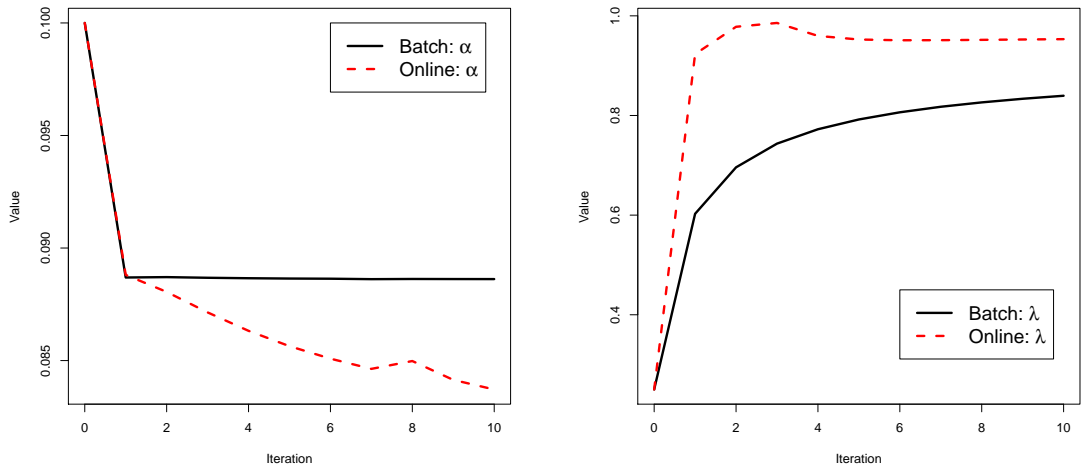 0.100
0.095
0.090
0.085
Value
0 2 4 6 8 10
Iteration
Batch: α
Online: α
1.0
0.8
0.6
0.4
Value
0 2 4 6 8 10
Iteration
Batch: λ
Online: λ